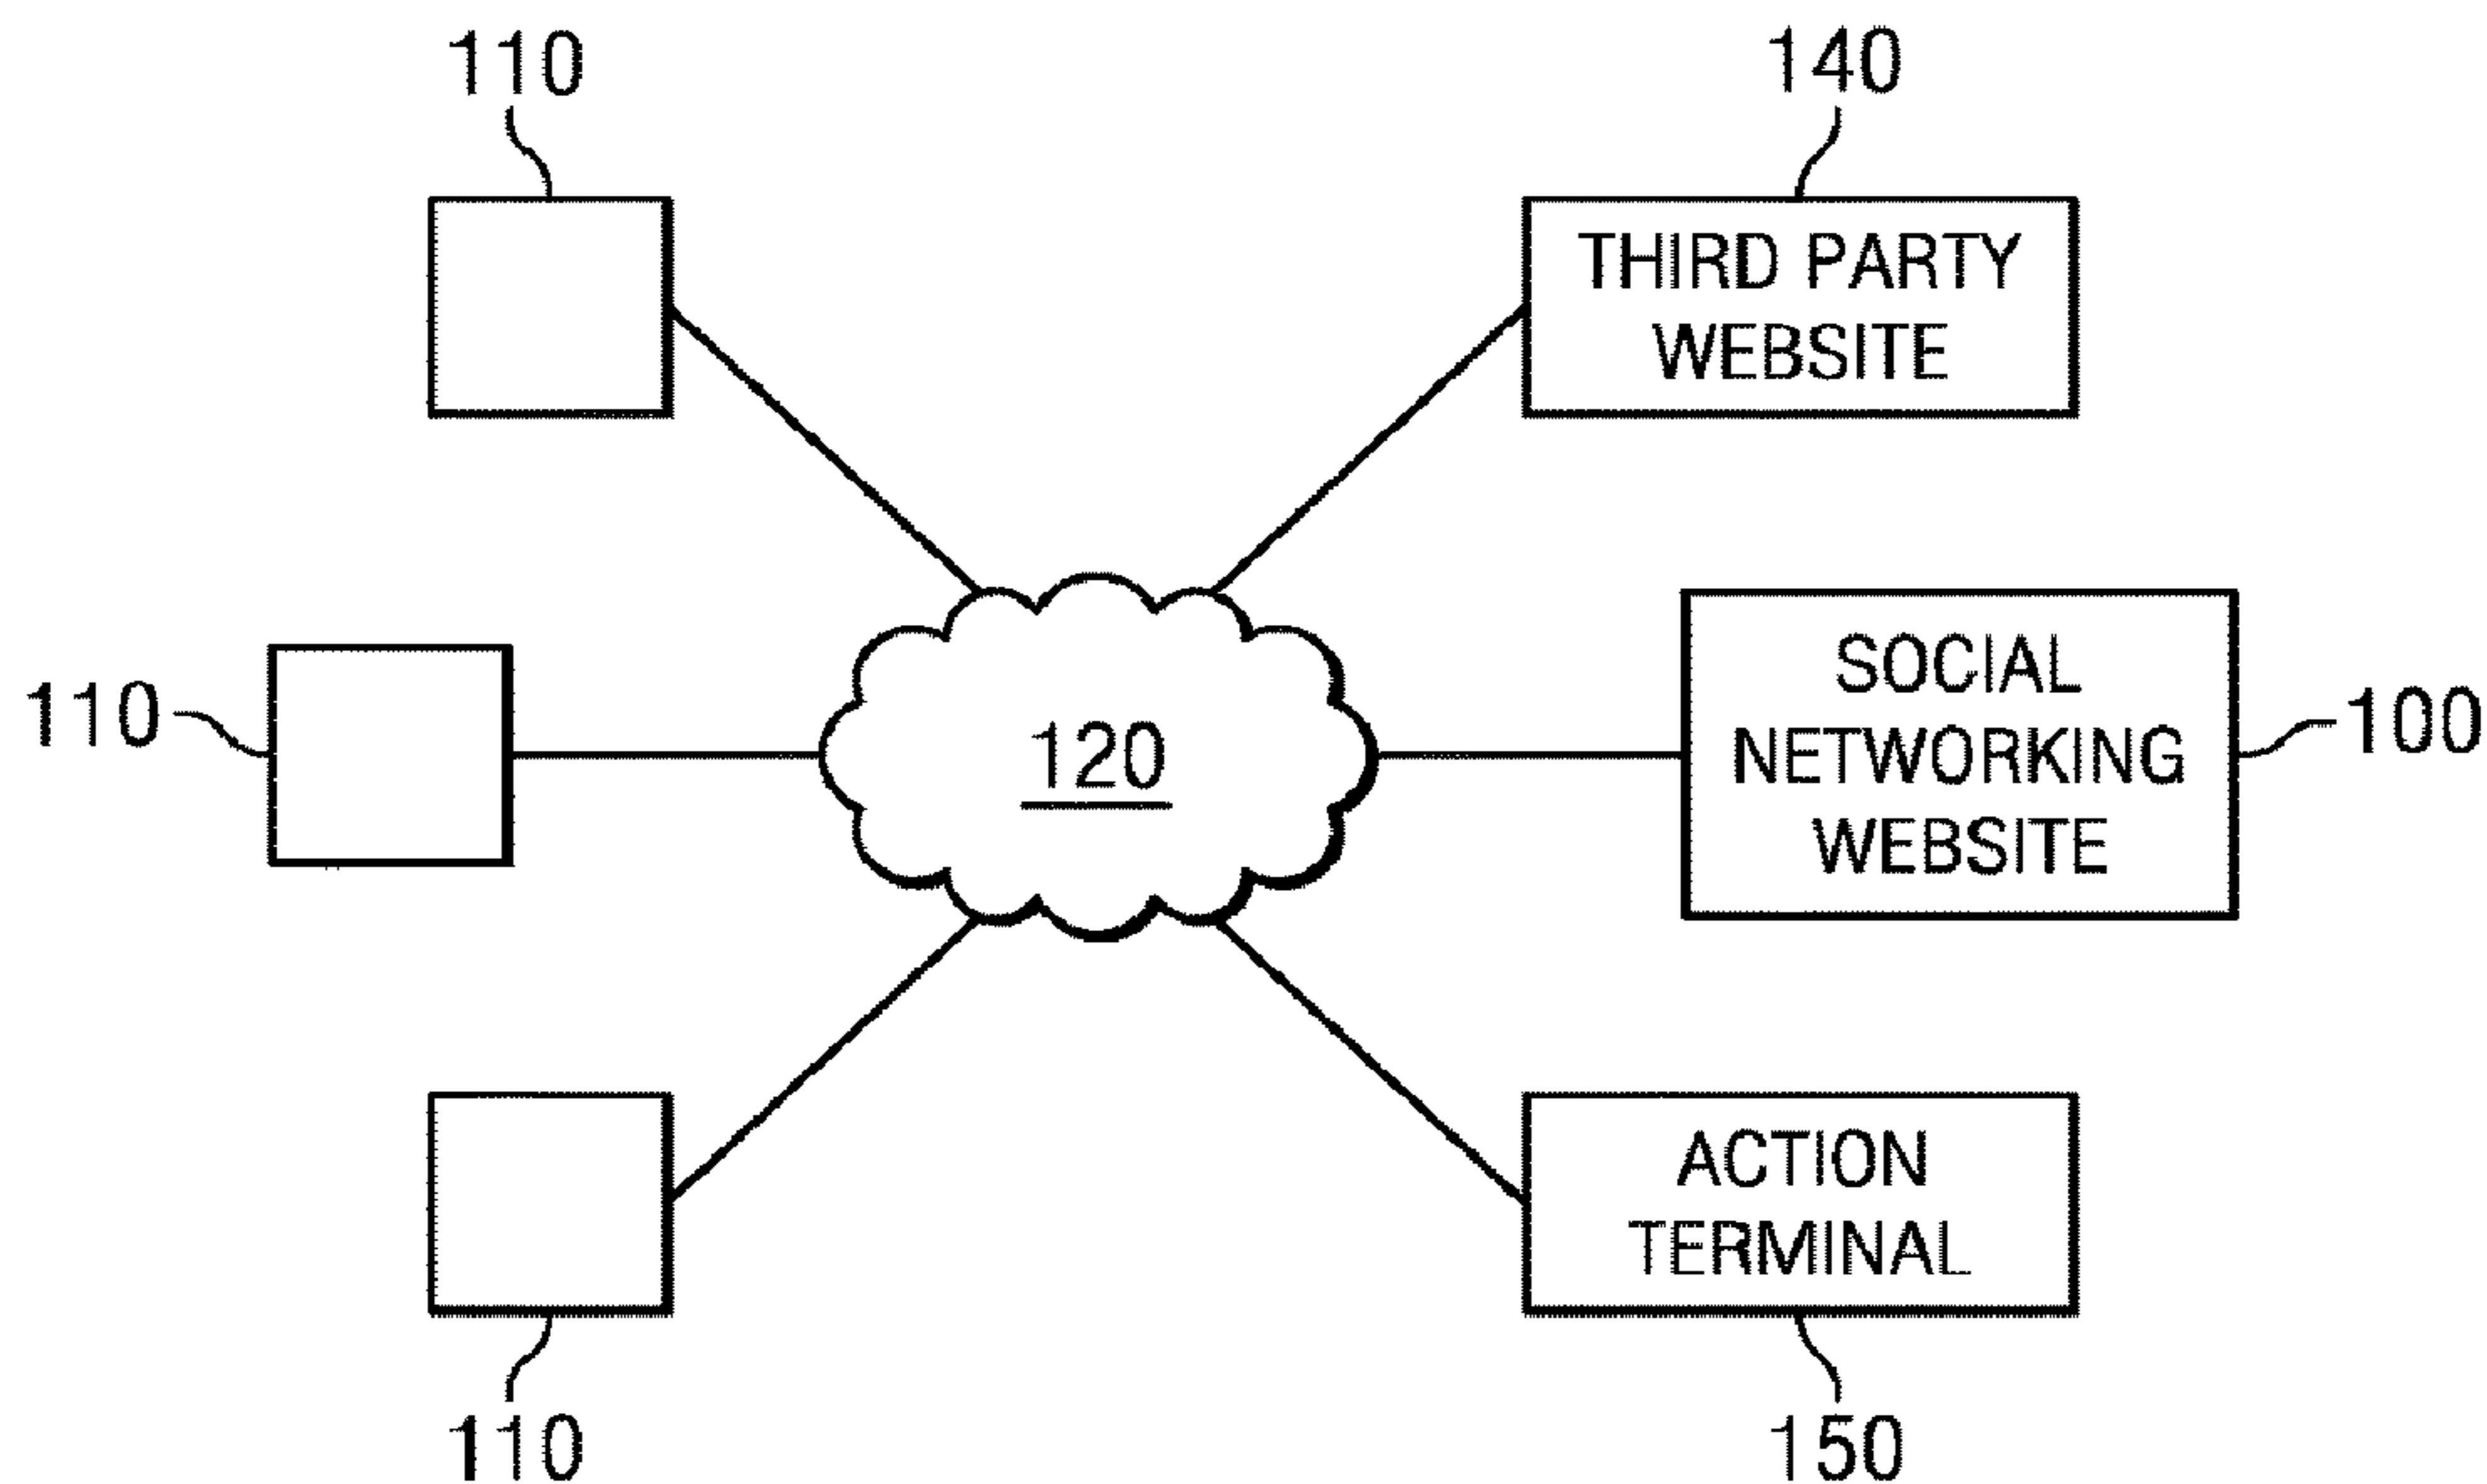 110
140
THIRD PARTY
WEBSITE
110
120
SOCIAL
NETWORKING
WEBSITE
100
ACTION
TERMINAL
110
150